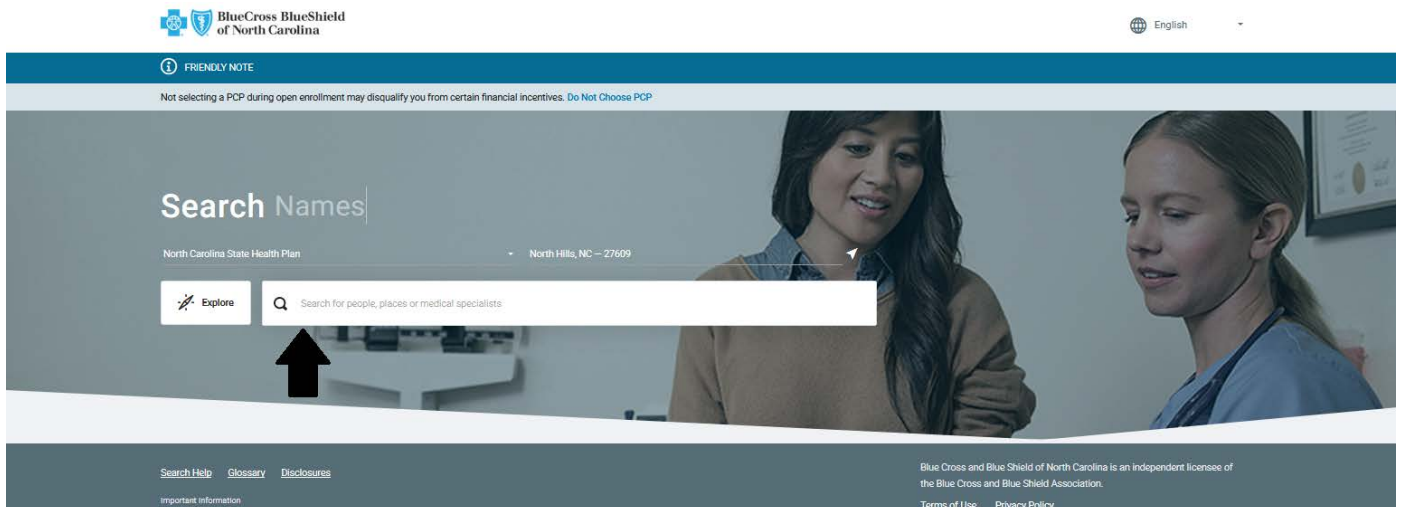 BlueCross BlueShield
of North Carolina
English
FRIENDLY NOTE
Not selecting a PCP during open enrollment may disqualify you from certain financial incentives. Do Not Choose PCP
Search Names
North Carolina State Health Plan
North Hills, NC – 27609
Explore
Search for people, places or medical specialists
Search Help Glossary Disclosures
Important Information
Blue Cross and Blue Shield of North Carolina is an independent licensee of
the Blue Cross and Blue Shield Association.
Terms of Use Privacy Policy